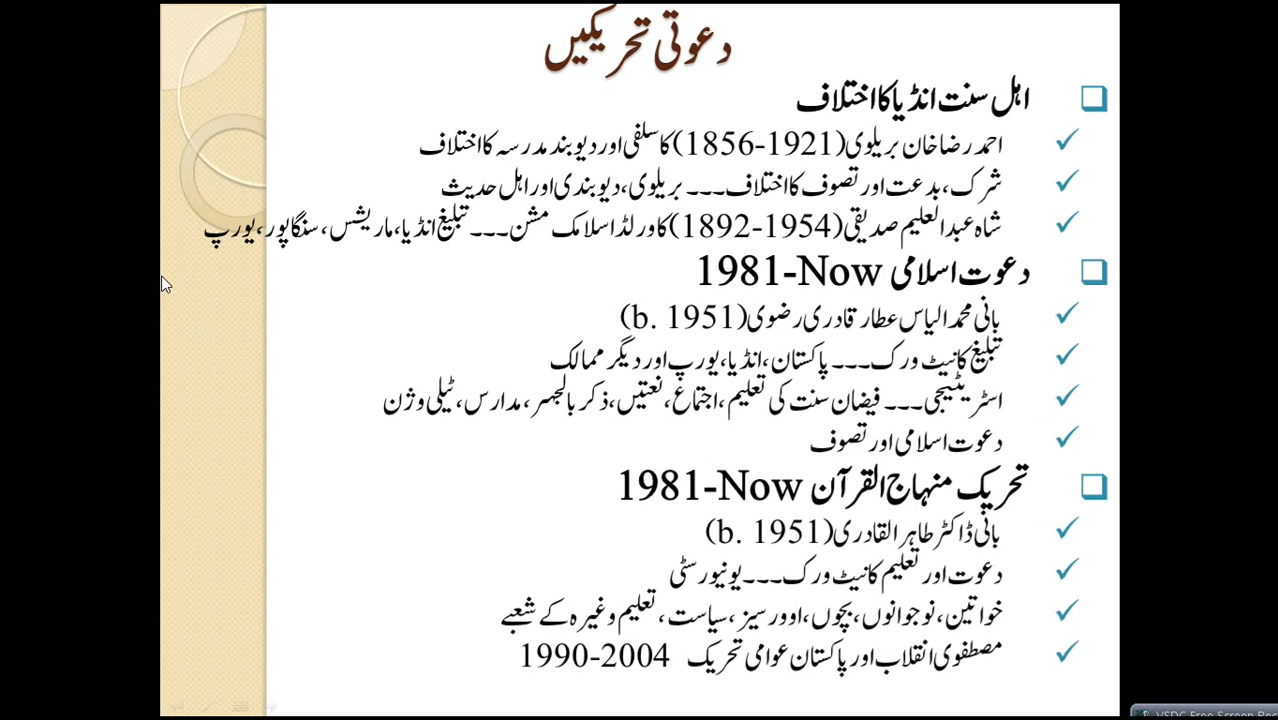 دعوتی تحریکیں
اہل سنت انڈیا کا اختلاف
احمد رضا خان بریلوی (1856-1921) کا سلفی اور دیوبند مدرسہ کا اختلاف
شرک، بدعت اور تصوف کا اختلاف۔۔۔ بریلوی، دیوبندی اور اہل حدیث
شاہ عبدالعلیم صدیقی (1892-1954) کا ورلڈ اسلامک مشن۔۔۔ تبلیغ انڈیا، ماریشس، سنگاپور، یورپ
دعوت اسلامی 1981-Now
بانی محمد الیاس عطار قادری رضوی (b. 1951)
تبلیغ کا نیٹ ورک۔۔۔ پاکستان، انڈیا، یورپ اور دیگر ممالک
اسٹریٹیجی۔۔۔ فیضان سنت کی تعلیم، اجتماع، نعتیں، ذکر بالجہر، مدارس، ٹیلی وژن
دعوت اسلامی اور تصوف
تحریک منہاج القرآن 1981-Now
بانی ڈاکٹر طاہر القادری (b. 1951)
دعوت اور تعلیم کا نیٹ ورک۔۔۔ یونیورسٹی
خواتین، نوجوانوں، بچوں، اوورسیز، سیاست، تعلیم وغیرہ کے شعبے
مصطفوی انقلاب اور پاکستان عوامی تحریک 1990-2004
VSDC Free Screen Rec